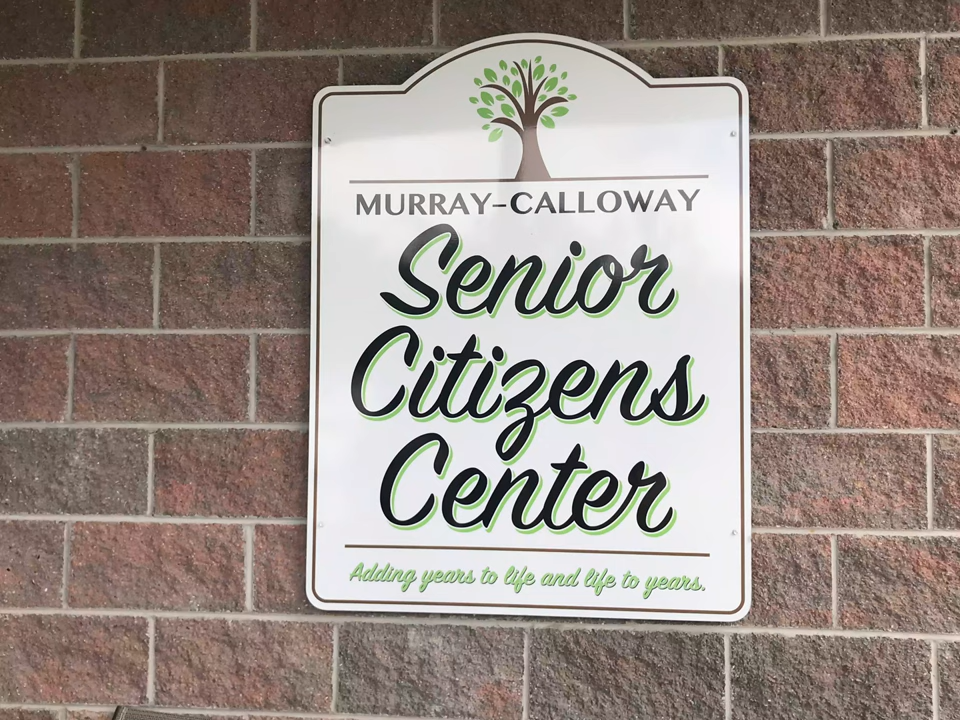 MURRAY-CALLOWAY
Senior
Citizens
Center
Adding years to life and life to years.